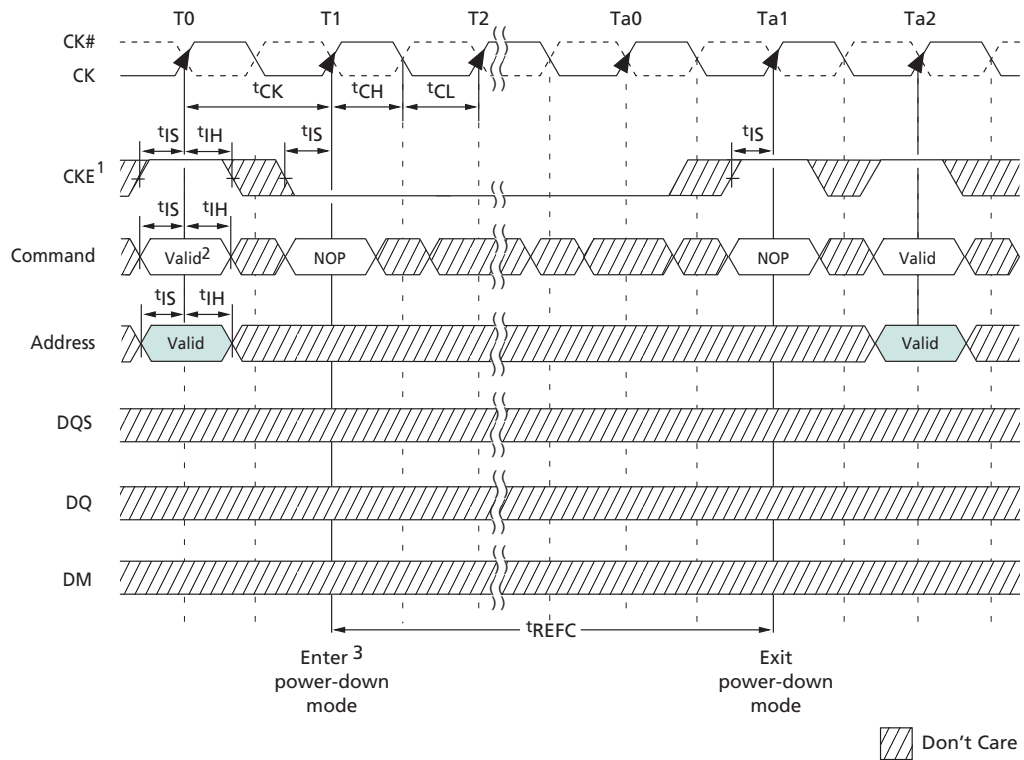 T0 T1 T2 Ta0 Ta1 Ta2
CK#
CK
tCK tCH tCL
tIS tIH tIS tIS
CKE1
tIS tIH
Command Valid2 NOP NOP Valid
tIS tIH
Address Valid Valid
DQS
DQ
DM
tREFC
Enter 3
power-down
mode
Exit
power-down
mode
Don't Care